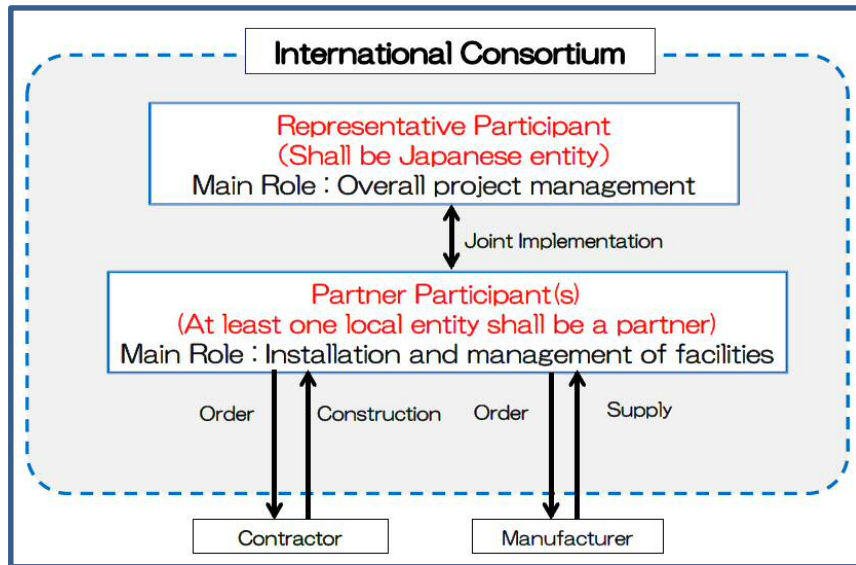 International Consortium
Representative Participant
(Shall be Japanese entity)
Main Role : Overall project management
Joint Implementation
Partner Participant(s)
(At least one local entity shall be a partner)
Main Role : Installation and management of facilities
Order
Construction
Order
Supply
Contractor
Manufacturer